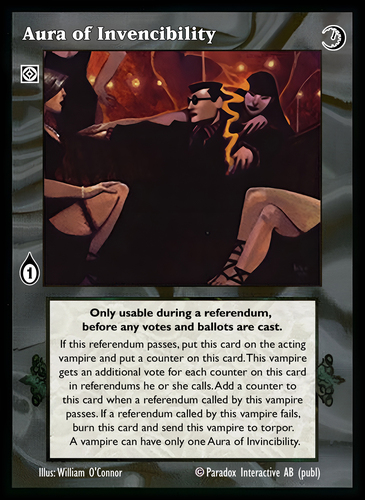 Aura of Invencibility
1
Only usable during a referendum,
before any votes and ballots are cast.
If this referendum passes, put this card on the acting
vampire and put a counter on this card. This vampire
gets an additional vote for each counter on this card
in referendums he or she calls. Add a counter to
this card when a referendum called by this vampire
passes. If a referendum called by this vampire fails,
burn this card and send this vampire to torpor.
A vampire can have only one Aura of Invincibility.
Illus: William O'Connor
© Paradox Interactive AB (publ)